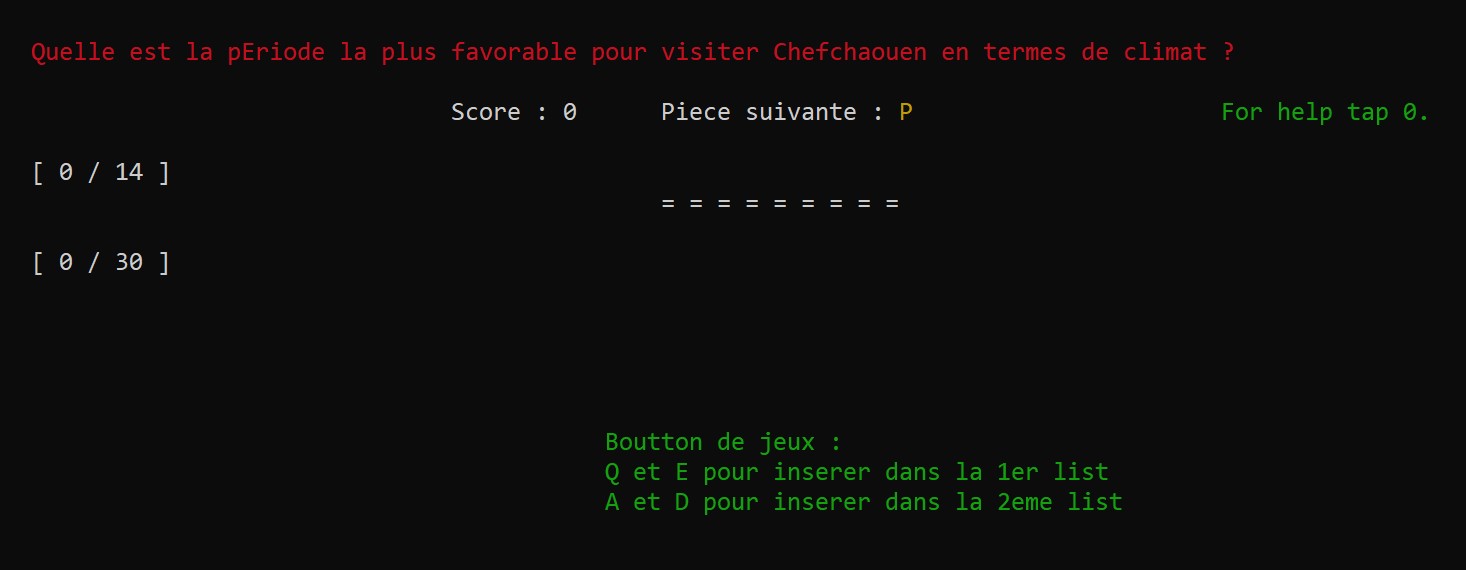 Quelle est la pEriode la plus favorable pour visiter Chefchaouen en termes de climat ?
Score : 0 Piece suivante : P For help tap 0.
[ 0 / 14 ]
= = = = = = = = =
[ 0 / 30 ]
Boutton de jeux :
Q et E pour inserer dans la 1er list
A et D pour inserer dans la 2eme list